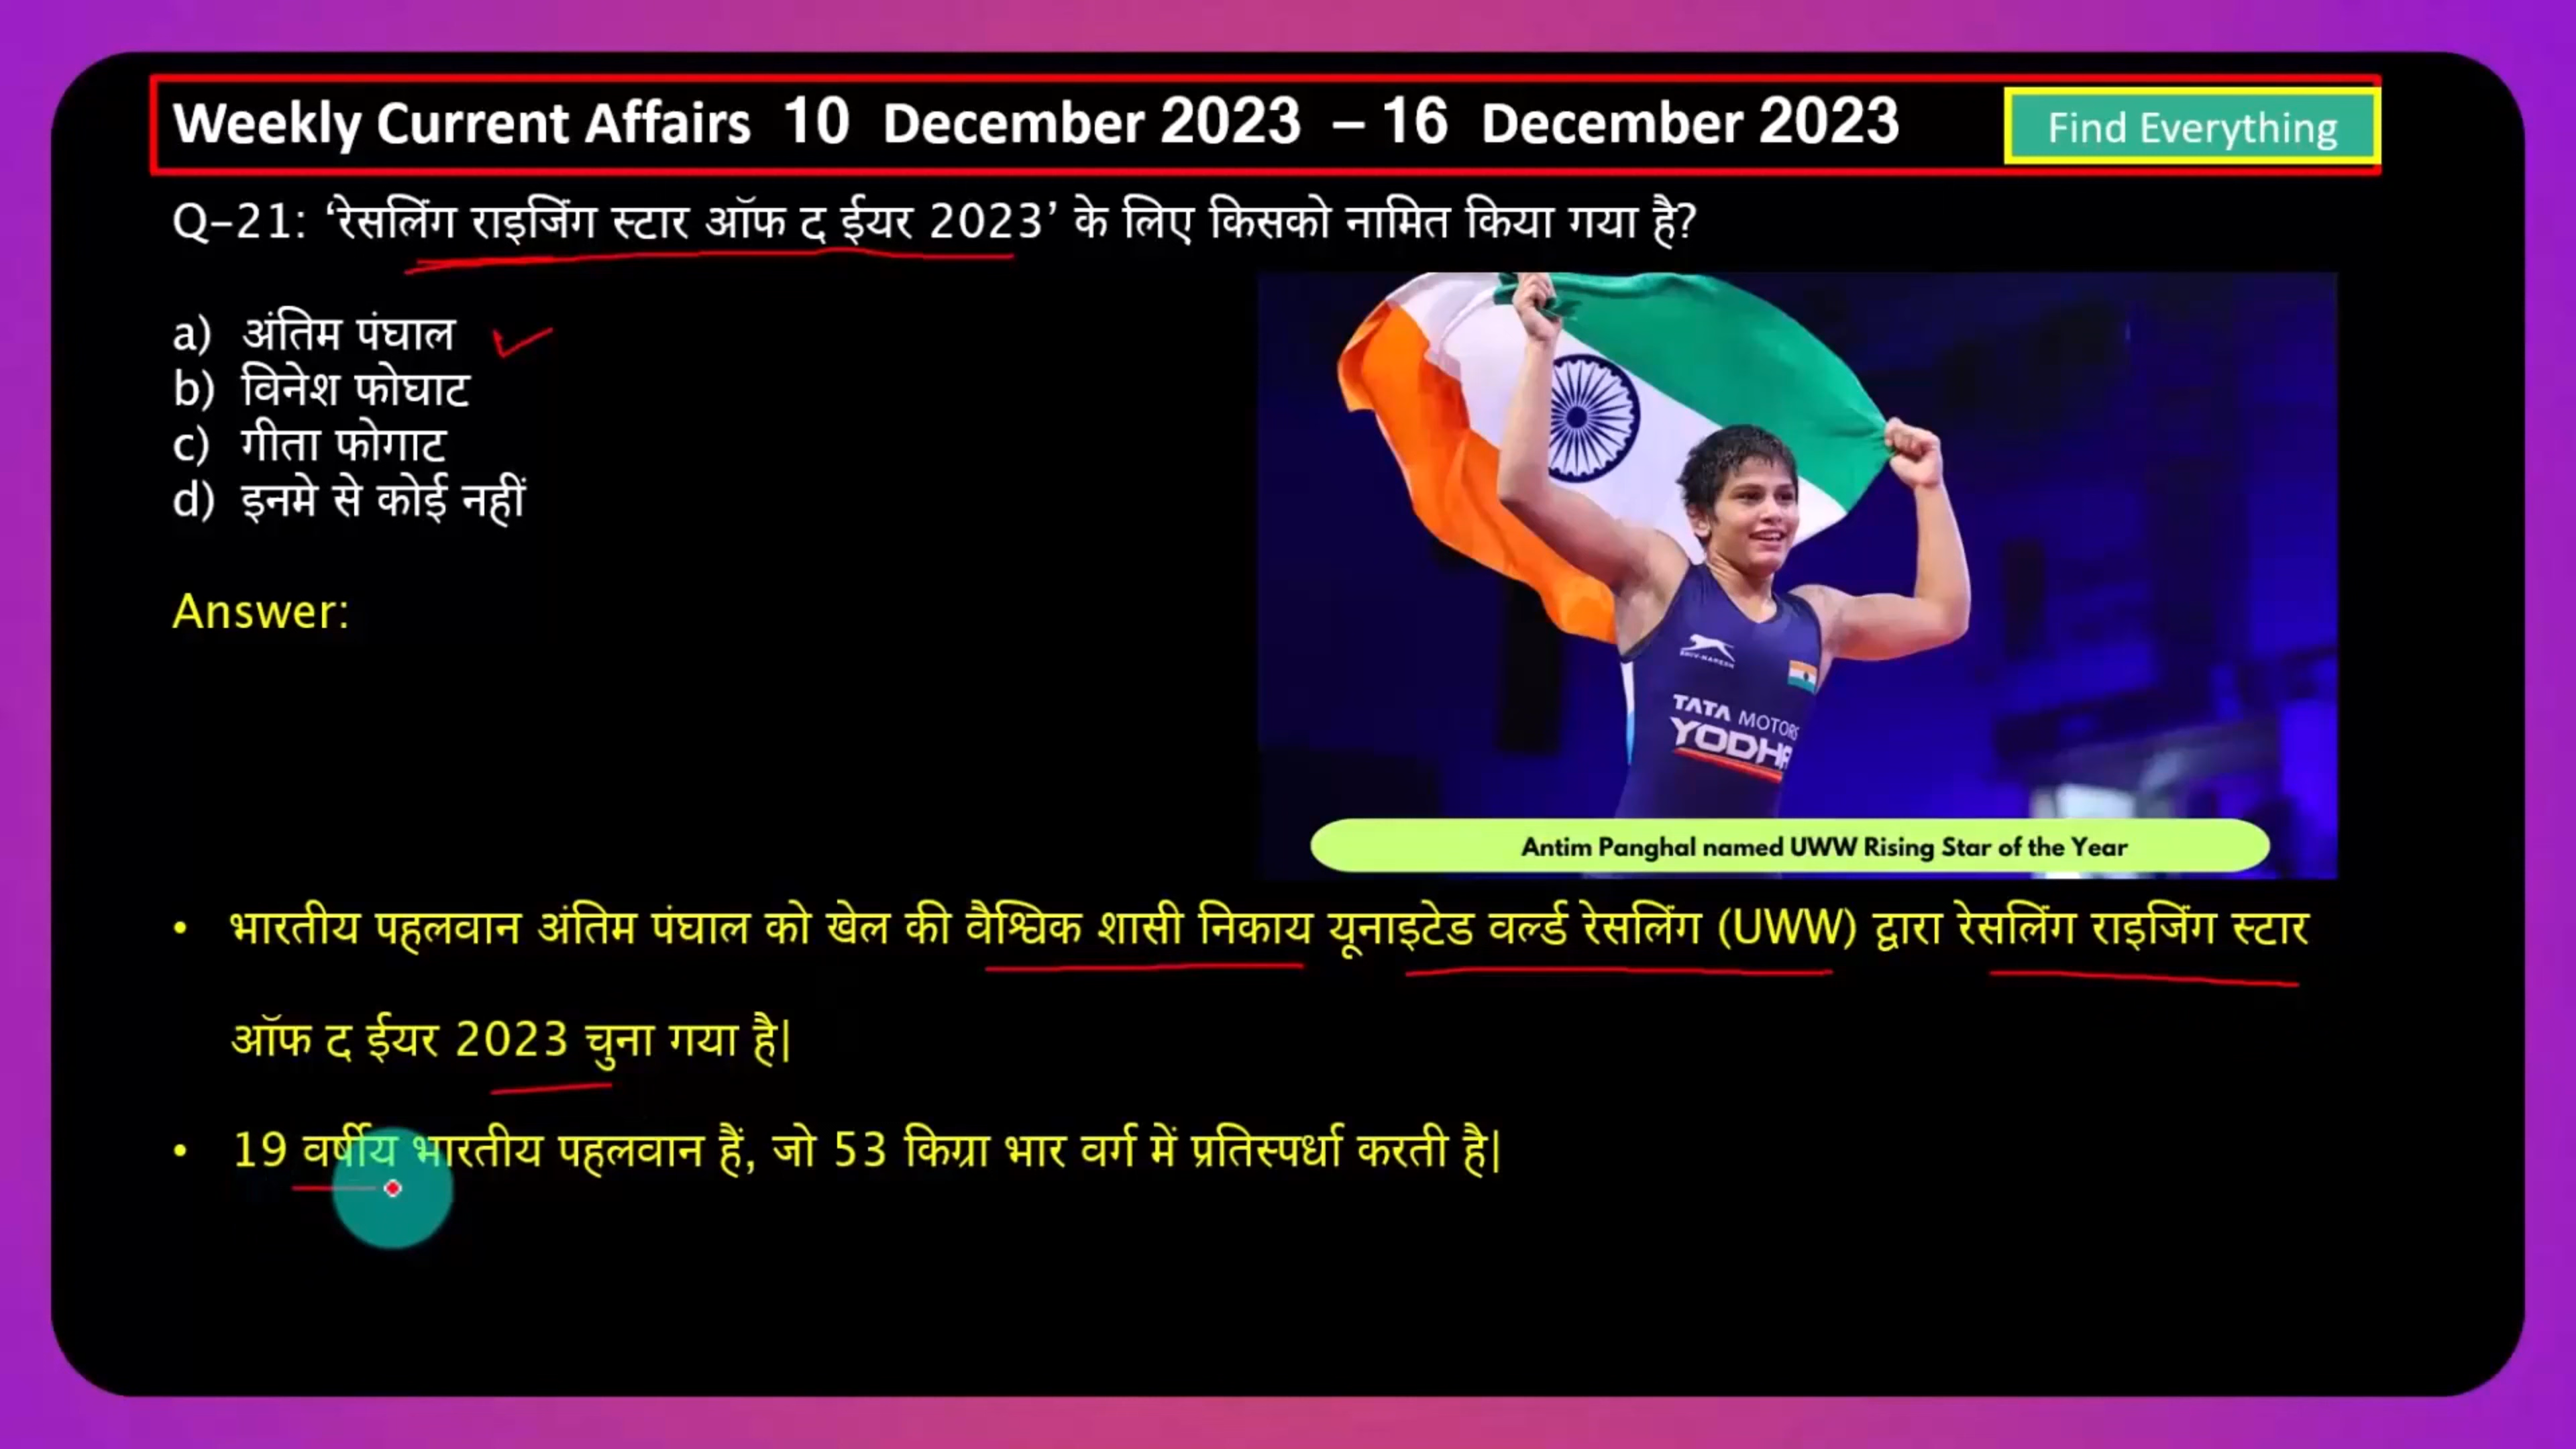 Weekly Current Affairs 10 December 2023 – 16 December 2023
Find Everything
Q-21: ‘रेसलिंग राइजिंग स्टार ऑफ द ईयर 2023’ के लिए किसको नामित किया गया है?
a) अंतिम पंघाल
b) विनेश फोघाट
c) गीता फोगाट
d) इनमे से कोई नहीं
Answer:
SHIV-NARESH
TATA MOTORS
YODHA
Antim Panghal named UWW Rising Star of the Year
• भारतीय पहलवान अंतिम पंघाल को खेल की वैश्विक शासी निकाय यूनाइटेड वर्ल्ड रेसलिंग (UWW) द्वारा रेसलिंग राइजिंग स्टार
ऑफ द ईयर 2023 चुना गया है|
• 19 वर्षीय भारतीय पहलवान हैं, जो 53 किग्रा भार वर्ग में प्रतिस्पर्धा करती है|